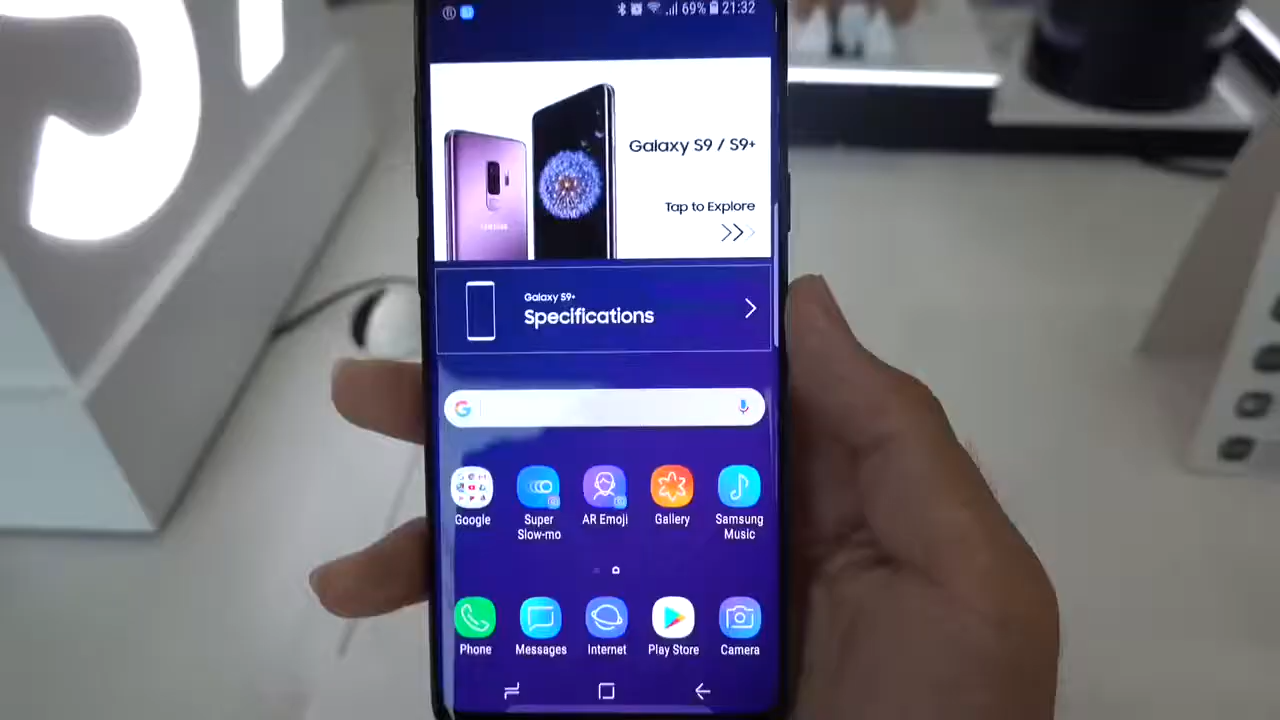 69% 21:32
Galaxy S9 / S9+
Tap to Explore
SAMSUNG
Galaxy S9+
Specifications
G
Google
Super Slow-mo
AR Emoji
Gallery
Samsung Music
Phone
Messages
Internet
Play Store
Camera